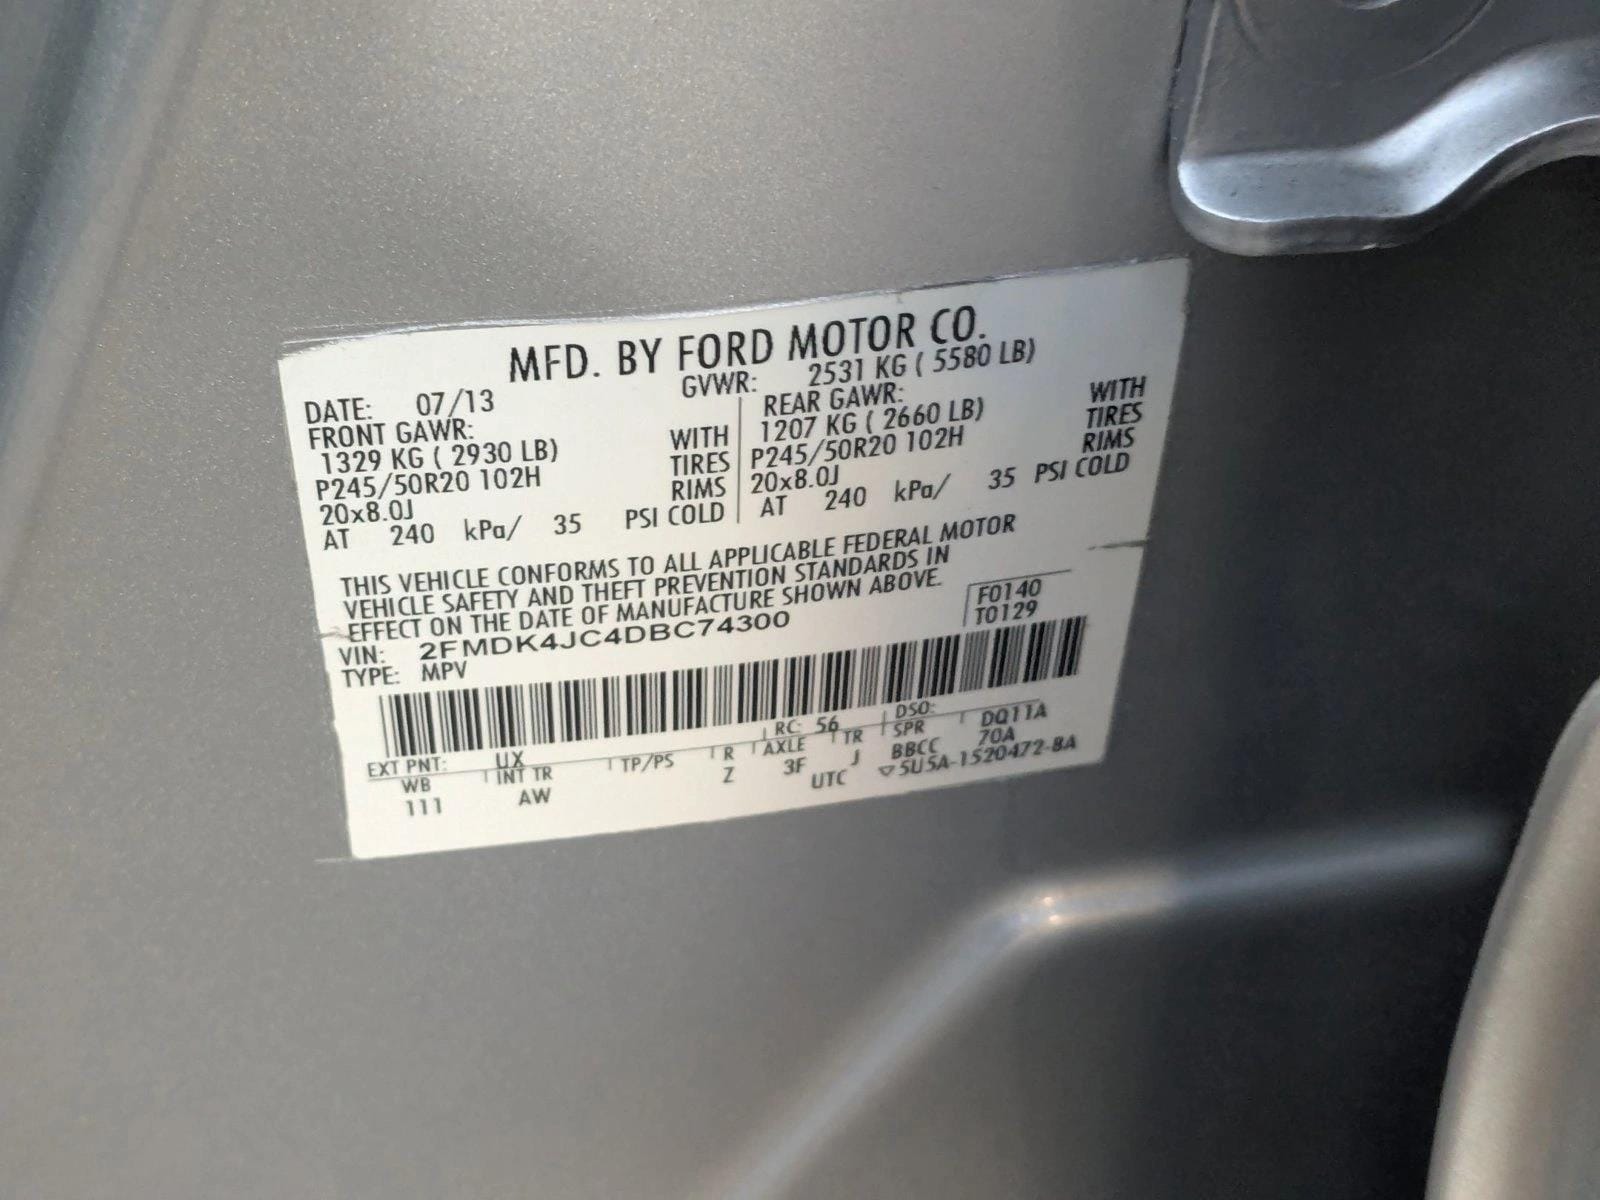 MFD. BY FORD MOTOR CO.
DATE: 07/13 GVWR: 2531 KG ( 5580 LB)
FRONT GAWR: REAR GAWR:
1329 KG ( 2930 LB) WITH 1207 KG ( 2660 LB) WITH
P245/50R20 102H TIRES P245/50R20 102H TIRES
20x8.0J RIMS 20x8.0J RIMS
AT 240 kPa/ 35 PSI COLD AT 240 kPa/ 35 PSI COLD
THIS VEHICLE CONFORMS TO ALL APPLICABLE FEDERAL MOTOR
VEHICLE SAFETY AND THEFT PREVENTION STANDARDS IN
EFFECT ON THE DATE OF MANUFACTURE SHOWN ABOVE.
VIN: 2FMDK4JC4DBC74300 F0140
TYPE: MPV T0129
EXT PNT: UX RC: 56 DSO:
WB INT TR TP/PS R AXLE TR SPR DQ11A
111 AW Z 3F J BBCC 70A
UTC ▽5U5A-1520472-8A